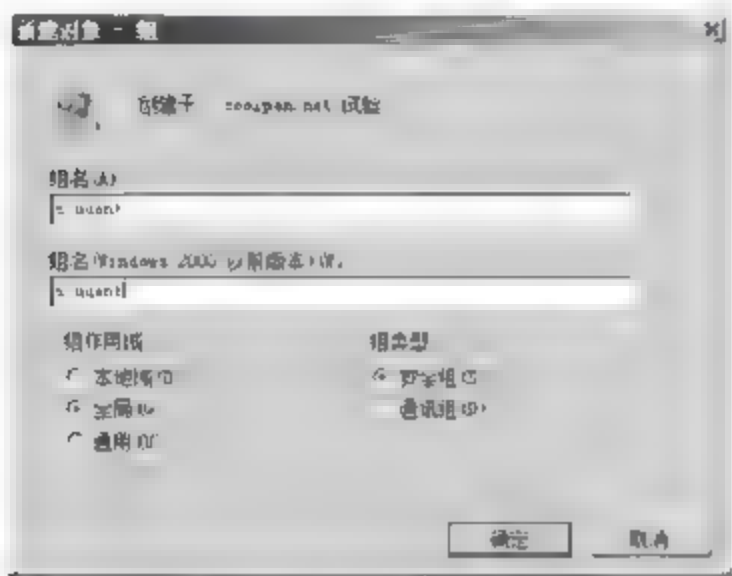 新建对象 - 组
创建于
组名(A)
组名(Windows 2000 以前版本)(W):
组作用域
组类型
本地域(O)
安全组(S)
全局(G)
通讯组(D)
通用(U)
确定
取消